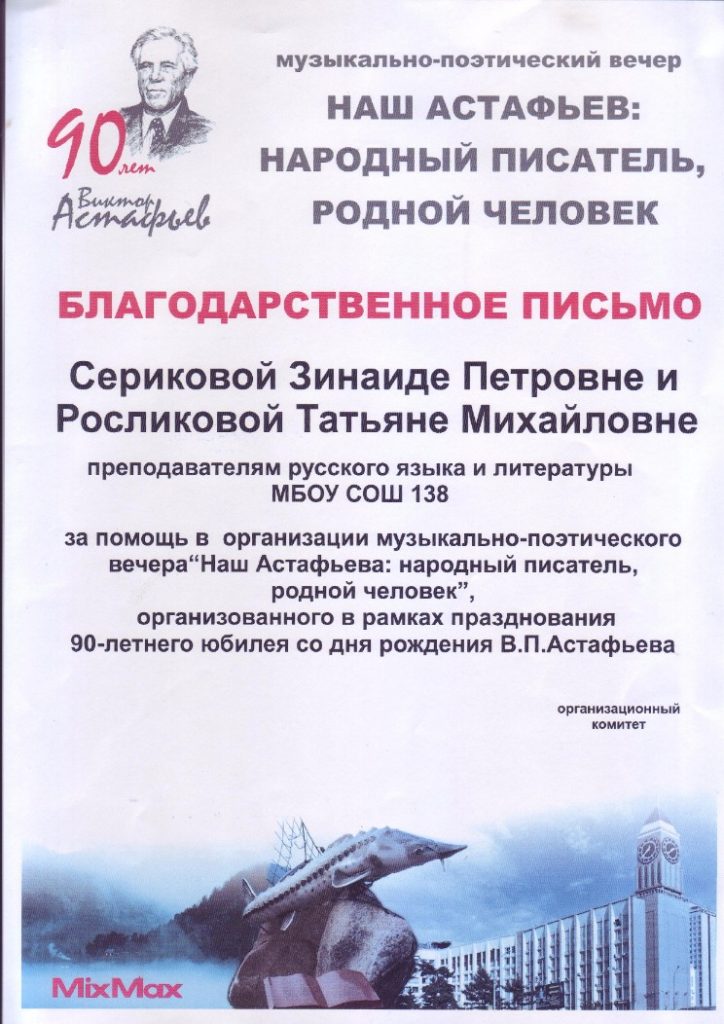 90 лет
Виктор
Астафьев
музыкально-поэтический вечер
НАШ АСТАФЬЕВ:
НАРОДНЫЙ ПИСАТЕЛЬ,
РОДНОЙ ЧЕЛОВЕК
БЛАГОДАРСТВЕННОЕ ПИСЬМО
Сериковой Зинаиде Петровне и
Росликовой Татьяне Михайловне
преподавателям русского языка и литературы
МБОУ СОШ 138
за помощь в организации музыкально-поэтического
вечера“Наш Астафьева: народный писатель,
родной человек”,
организованного в рамках празднования
90-летнего юбилея со дня рождения В.П.Астафьева
организационный
комитет
MixMax